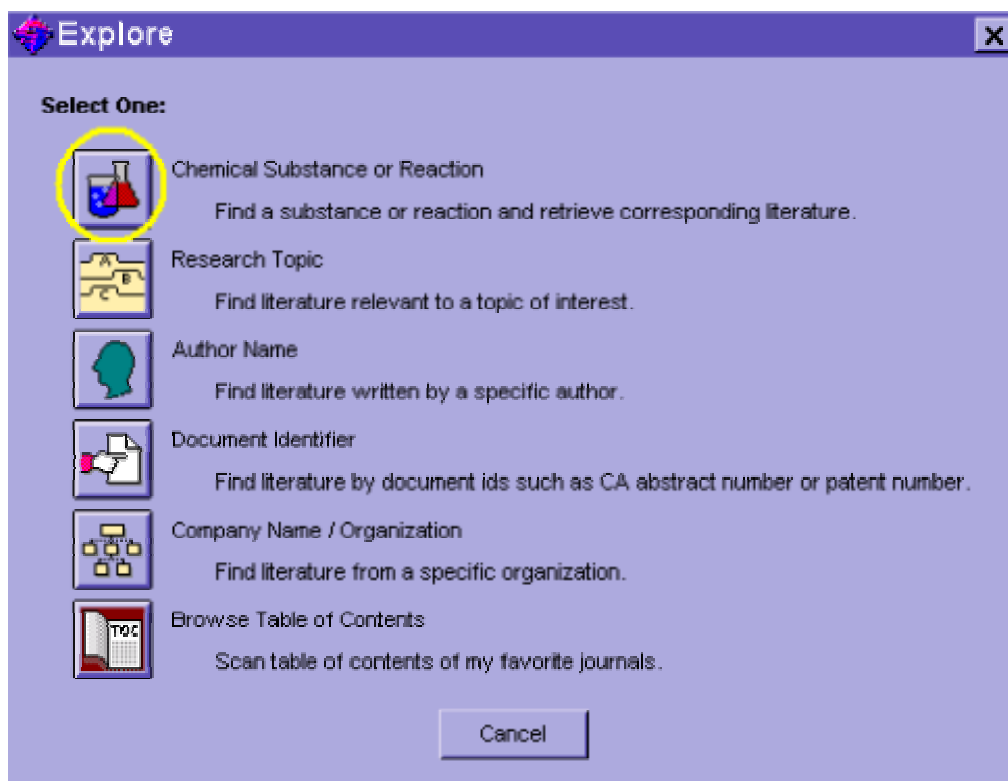 Explore
Select One:
Chemical Substance or Reaction
Find a substance or reaction and retrieve corresponding literature.
A
B
C
Research Topic
Find literature relevant to a topic of interest.
Author Name
Find literature written by a specific author.
Document Identifier
Find literature by document ids such as CA abstract number or patent number.
Company Name / Organization
Find literature from a specific organization.
TOC
Browse Table of Contents
Scan table of contents of my favorite journals.
Cancel